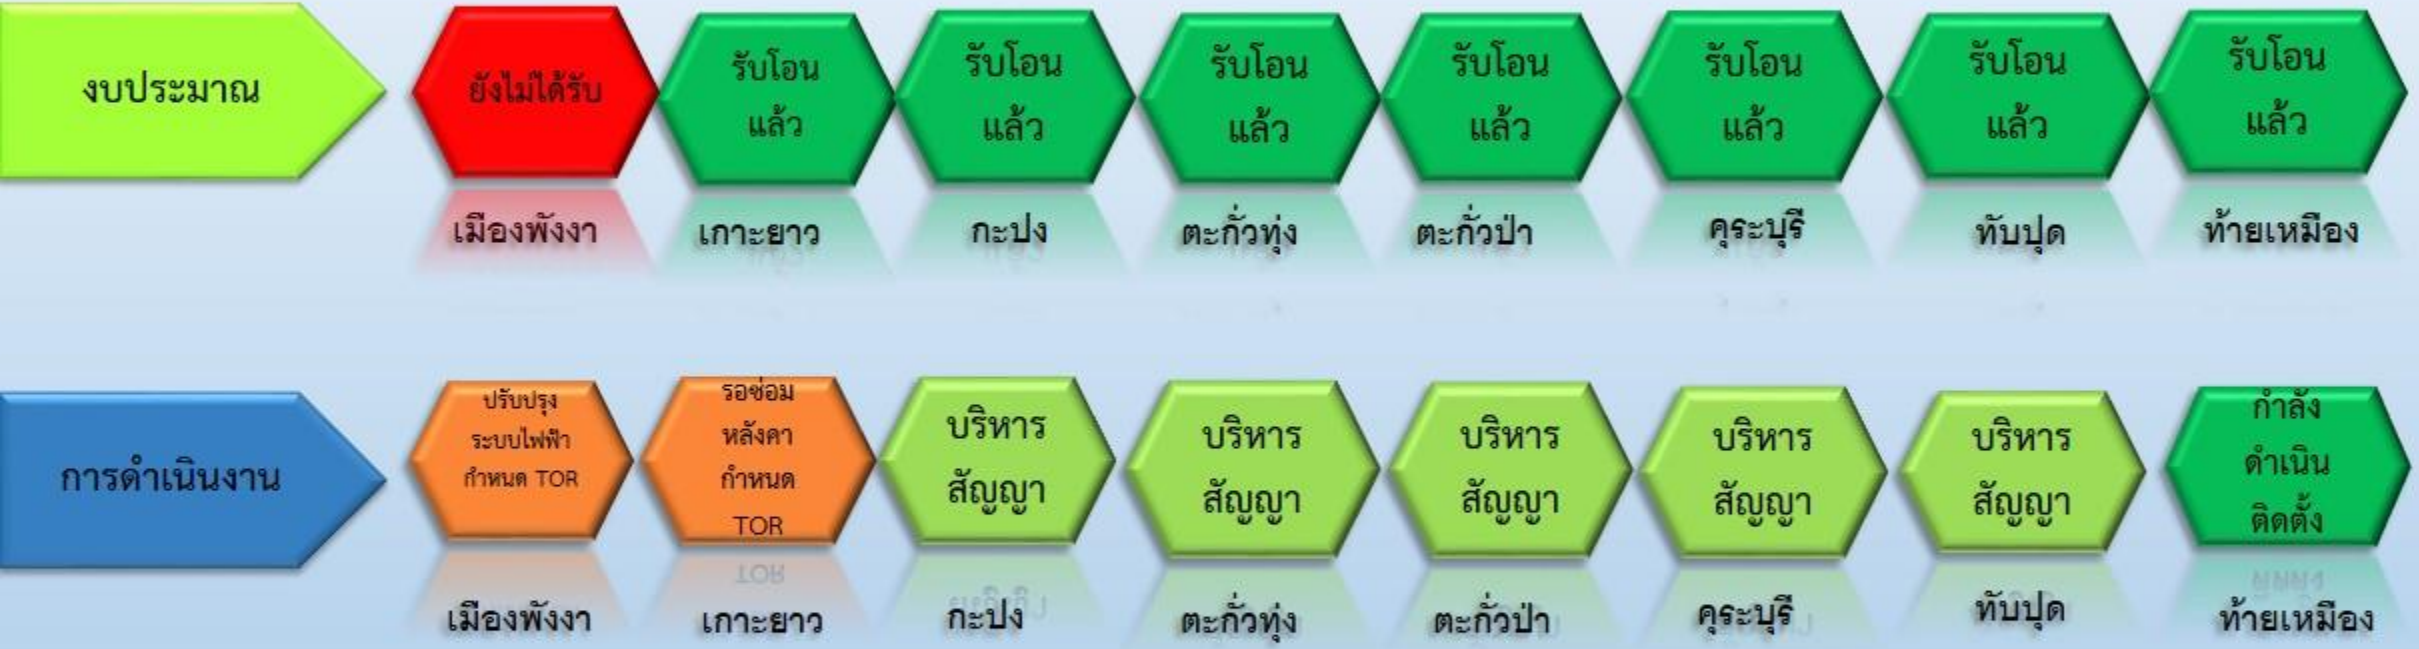 งบประมาณ
ยังไม่ได้รับ
รับโอน
แล้ว
รับโอน
แล้ว
รับโอน
แล้ว
รับโอน
แล้ว
รับโอน
แล้ว
รับโอน
แล้ว
รับโอน
แล้ว
เมืองพังงา
เกาะยาว
กะปง
ตะกั่วทุ่ง
ตะกั่วป่า
คุระบุรี
ทับปุด
ท้ายเหมือง
การดำเนินงาน
ปรับปรุง
ระบบไฟฟ้า
กำหนด TOR
รอซ่อม
หลังคา
กำหนด
TOR
บริหาร
สัญญา
บริหาร
สัญญา
บริหาร
สัญญา
บริหาร
สัญญา
บริหาร
สัญญา
กำลัง
ดำเนิน
ติดตั้ง
เมืองพังงา
เกาะยาว
กะปง
ตะกั่วทุ่ง
ตะกั่วป่า
คุระบุรี
ทับปุด
ท้ายเหมือง